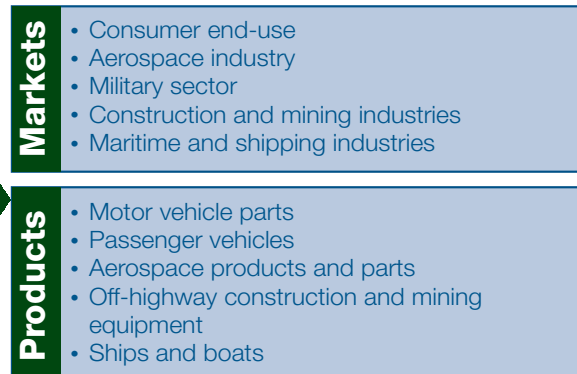 Markets
• Consumer end-use
• Aerospace industry
• Military sector
• Construction and mining industries
• Maritime and shipping industries
Products
• Motor vehicle parts
• Passenger vehicles
• Aerospace products and parts
• Off-highway construction and mining
equipment
• Ships and boats